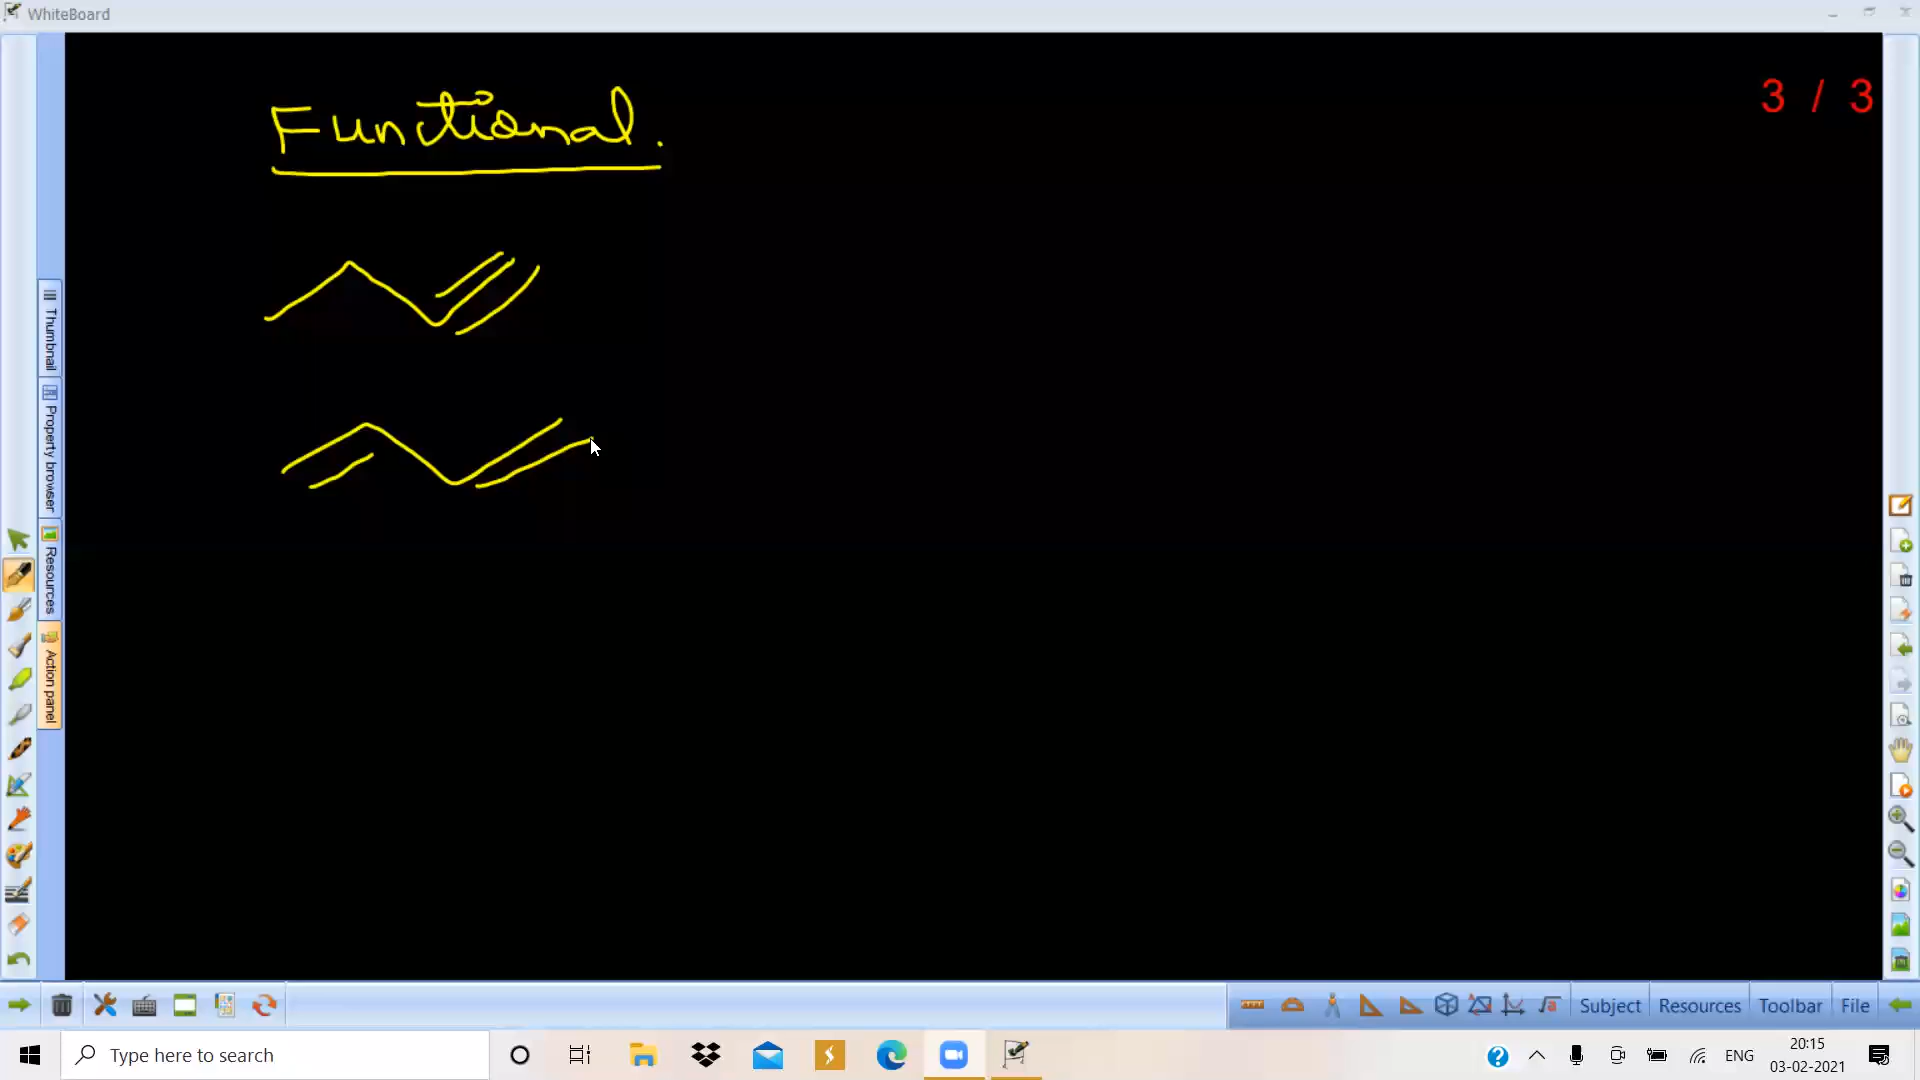 WhiteBoard
Functional.
3 / 3
Thumbnail
Property browser
Resources
Action panel
Subject
Resources
Toolbar
File
Type here to search
ENG
20:15
03-02-2021